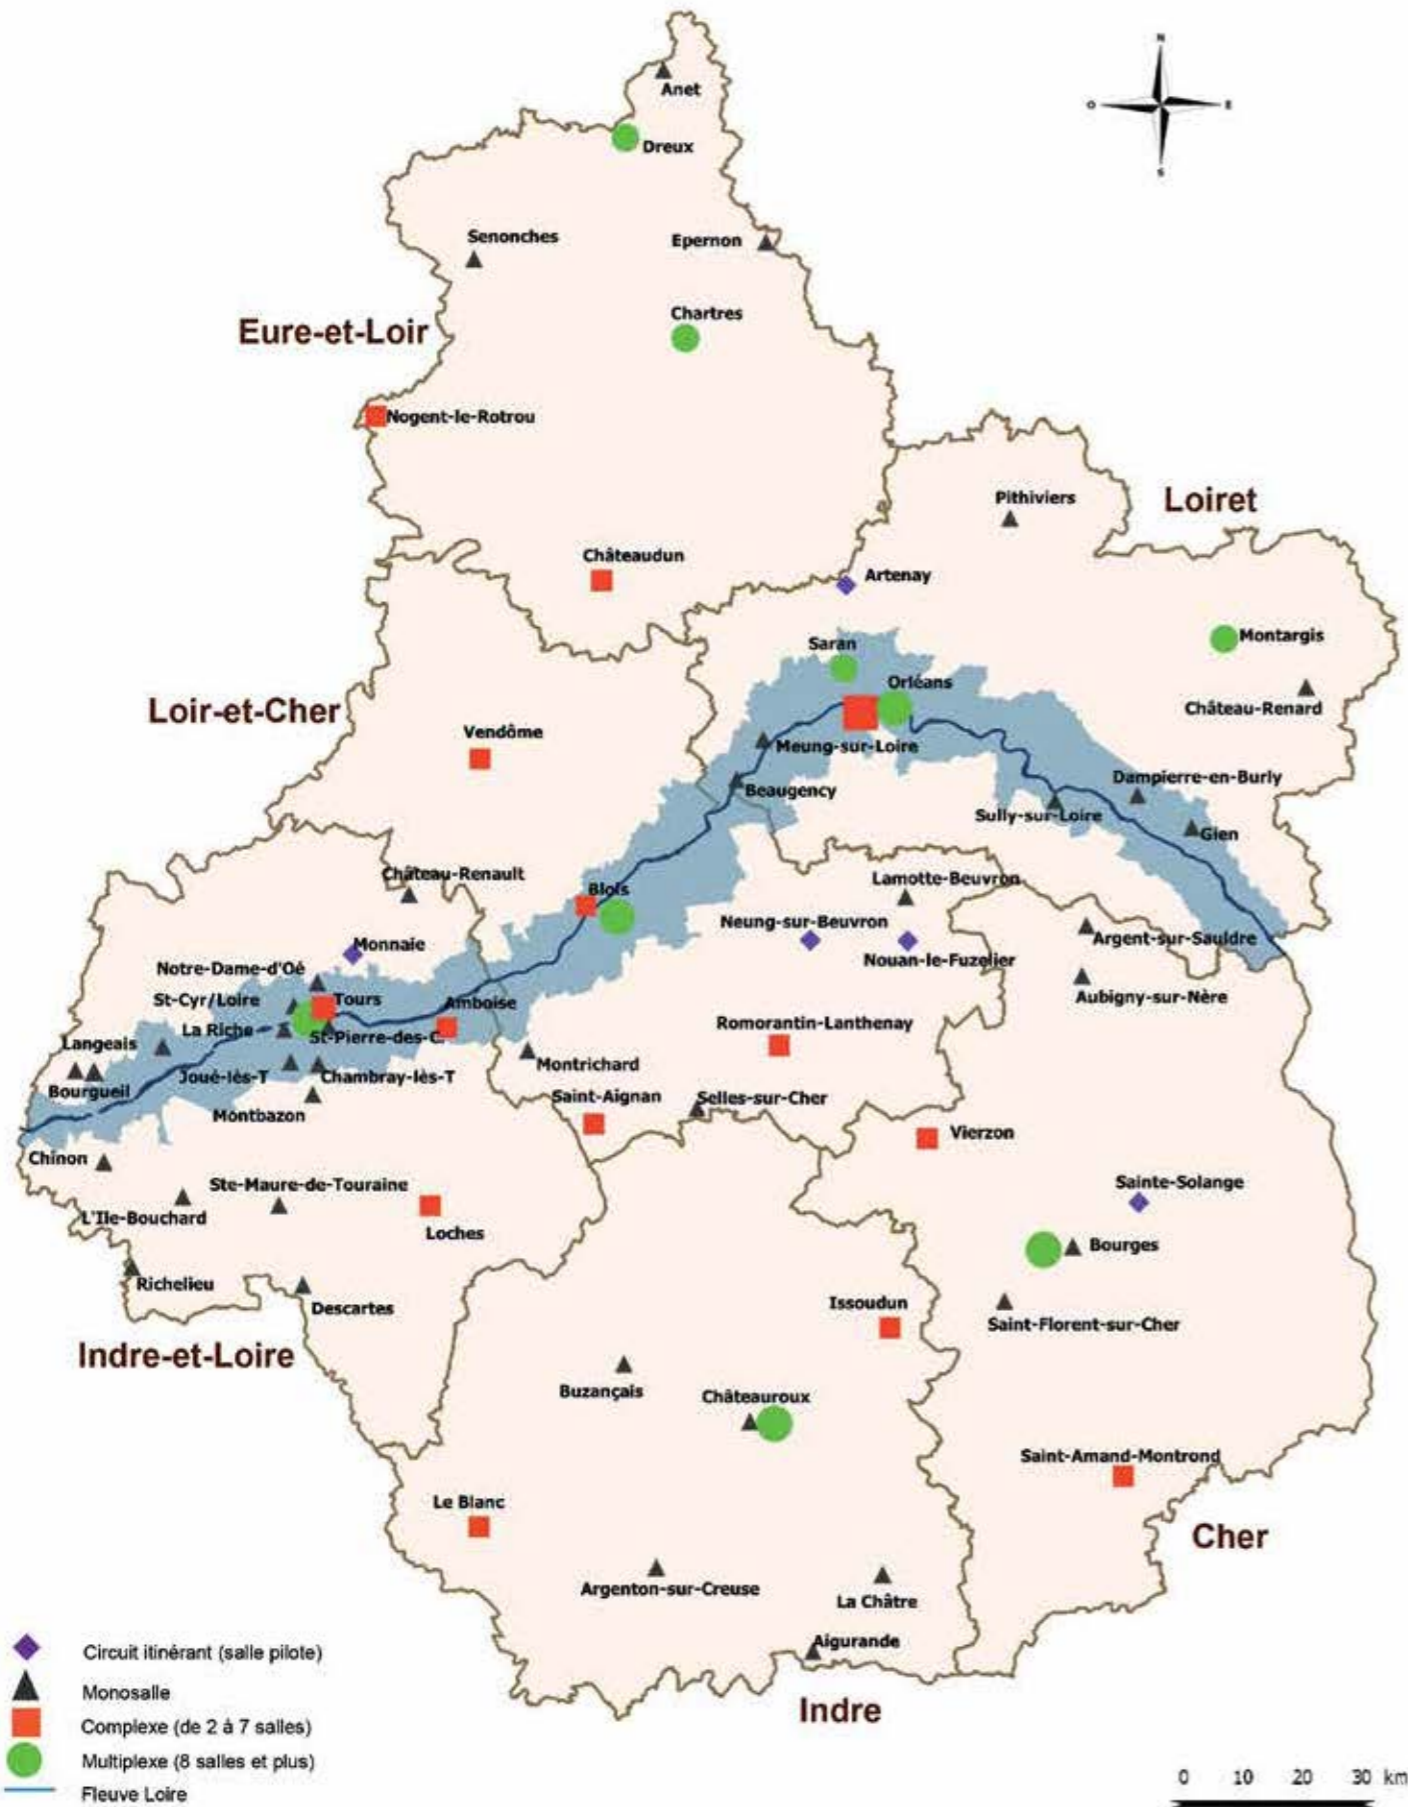 N
O
E
S
Anet
Dreux
Senonches
Epernon
Chartres
Eure-et-Loir
Nogent-le-Rotrou
Pithiviers
Loiret
Châteaudun
Artenay
Montargis
Saran
Orléans
Château-Renard
Loir-et-Cher
Vendôme
Meung-sur-Loire
Dampierre-en-Burly
Beaugency
Sully-sur-Loire
Gien
Château-Renault
Blois
Lamotte-Beuvron
Neung-sur-Beuvron
Argent-sur-Sauldre
Monnaie
Nouan-le-Fuzelier
Notre-Dame-d'Oé
Aubigny-sur-Nère
St-Cyr/Loire
Tours
Amboise
La Riche
St-Pierre-des-C.
Romorantin-Lanthenay
Langeais
Montrichard
Joué-lès-T
Chambray-lès-T
Bourgueil
Saint-Aignan
Selles-sur-Cher
Montbazon
Vierzon
Chinon
Ste-Maure-de-Touraine
Sainte-Solange
L'Ile-Bouchard
Loches
Bourges
Richelieu
Descartes
Issoudun
Saint-Florent-sur-Cher
Indre-et-Loire
Buzançais
Châteauroux
Saint-Amand-Montrond
Le Blanc
Cher
Argenton-sur-Creuse
La Châtre
Aigurande
Indre
Circuit itinérant (salle pilote)
Monosalle
Complexe (de 2 à 7 salles)
Multiplexe (8 salles et plus)
Fleuve Loire
0 10 20 30 km